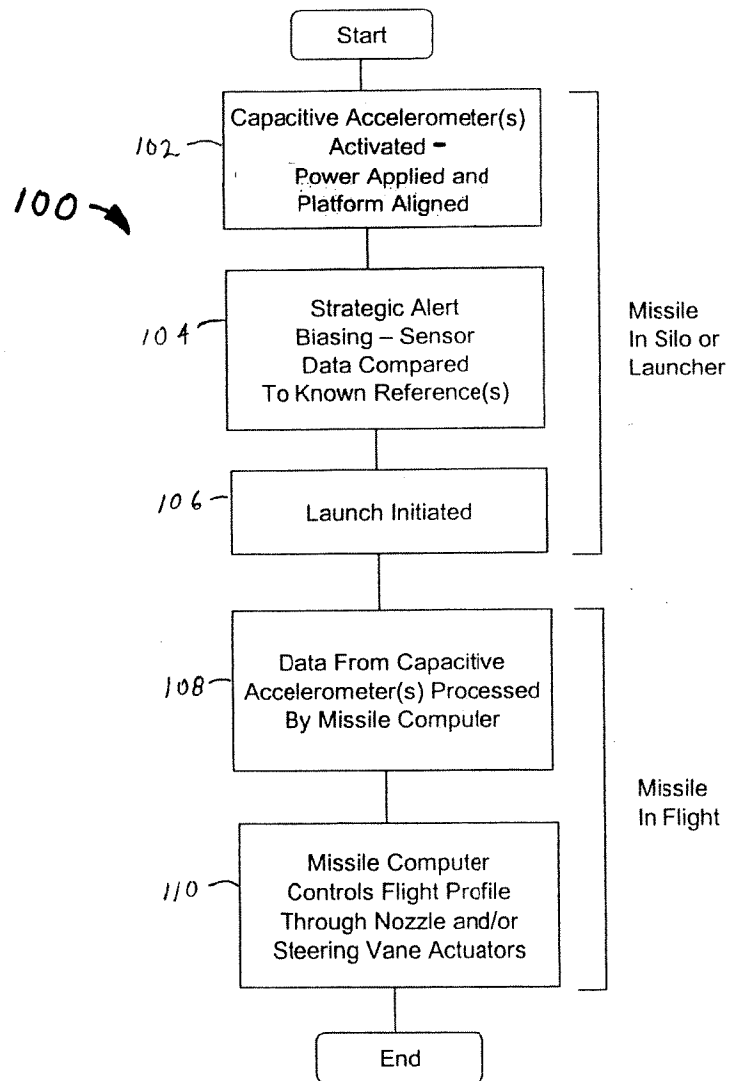 Start
102
Capacitive Accelerometer(s)
Activated -
Power Applied and
Platform Aligned
100
104
Strategic Alert
Biasing – Sensor
Data Compared
To Known Reference(s)
Missile
In Silo or
Launcher
106
Launch Initiated
108
Data From Capacitive
Accelerometer(s) Processed
By Missile Computer
Missile
In Flight
110
Missile Computer
Controls Flight Profile
Through Nozzle and/or
Steering Vane Actuators
End